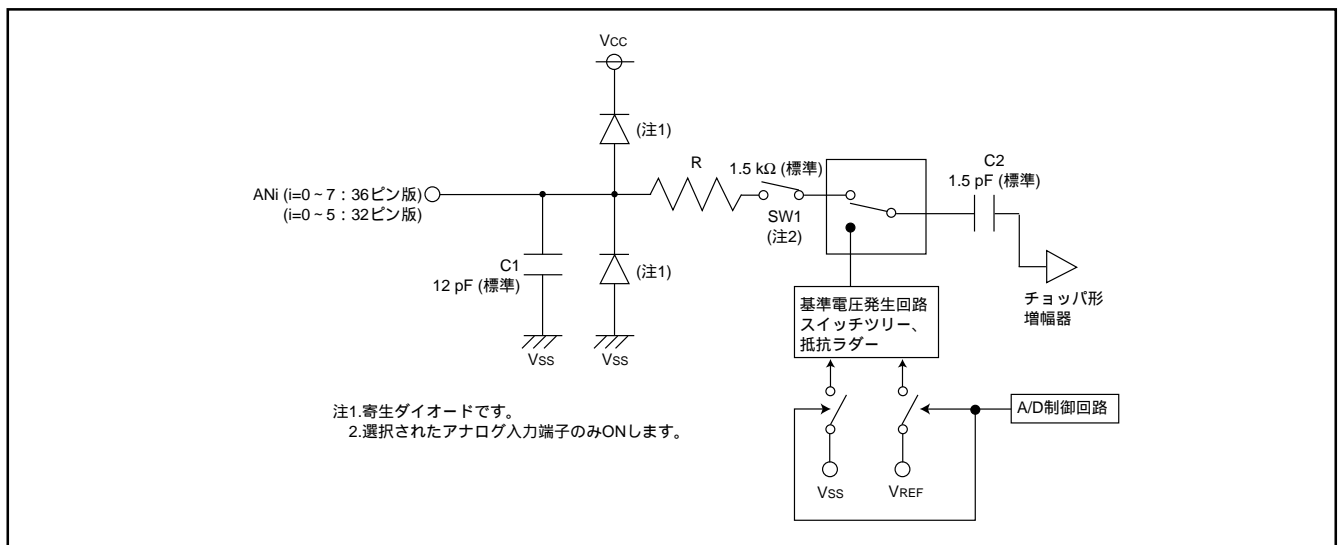 Vcc
(注1)
R
1.5 kΩ (標準)
C2
1.5 pF (標準)
ANi (i=0～7：36ピン版)
(i=0～5：32ピン版)
SW1
(注2)
C1
12 pF (標準)
(注1)
チョッパ形
増幅器
基準電圧発生回路
スイッチツリー、
抵抗ラダー
Vss
Vss
注1.寄生ダイオードです。
2.選択されたアナログ入力端子のみONします。
A/D制御回路
Vss
VREF